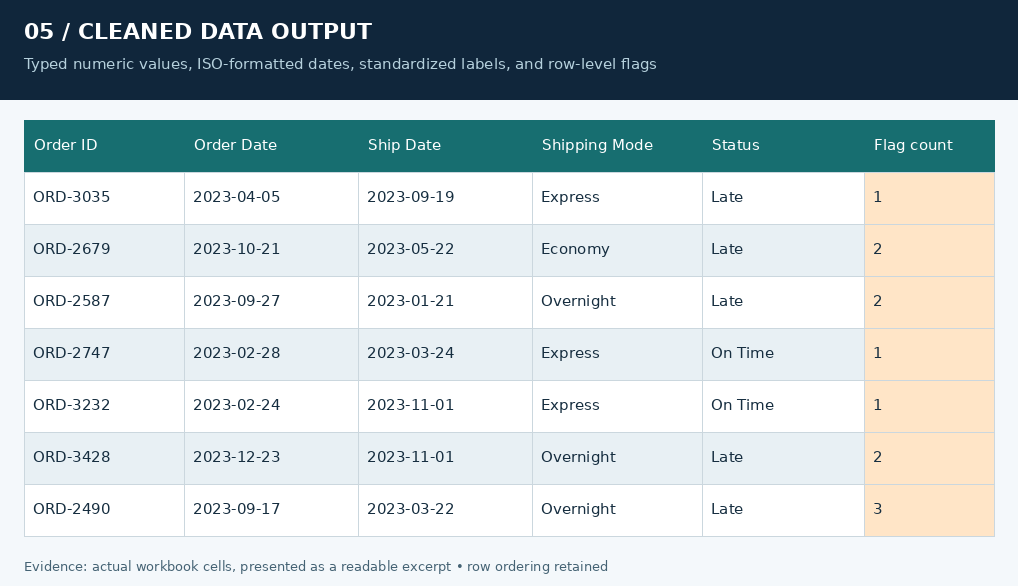 05 / CLEANED DATA OUTPUT
Typed numeric values, ISO-formatted dates, standardized labels, and row-level flags
Order ID Order Date Ship Date Shipping Mode Status Flag count
ORD-3035 2023-04-05 2023-09-19 Express Late 1
ORD-2679 2023-10-21 2023-05-22 Economy Late 2
ORD-2587 2023-09-27 2023-01-21 Overnight Late 2
ORD-2747 2023-02-28 2023-03-24 Express On Time 1
ORD-3232 2023-02-24 2023-11-01 Express On Time 1
ORD-3428 2023-12-23 2023-11-01 Overnight Late 2
ORD-2490 2023-09-17 2023-03-22 Overnight Late 3
Evidence: actual workbook cells, presented as a readable excerpt • row ordering retained